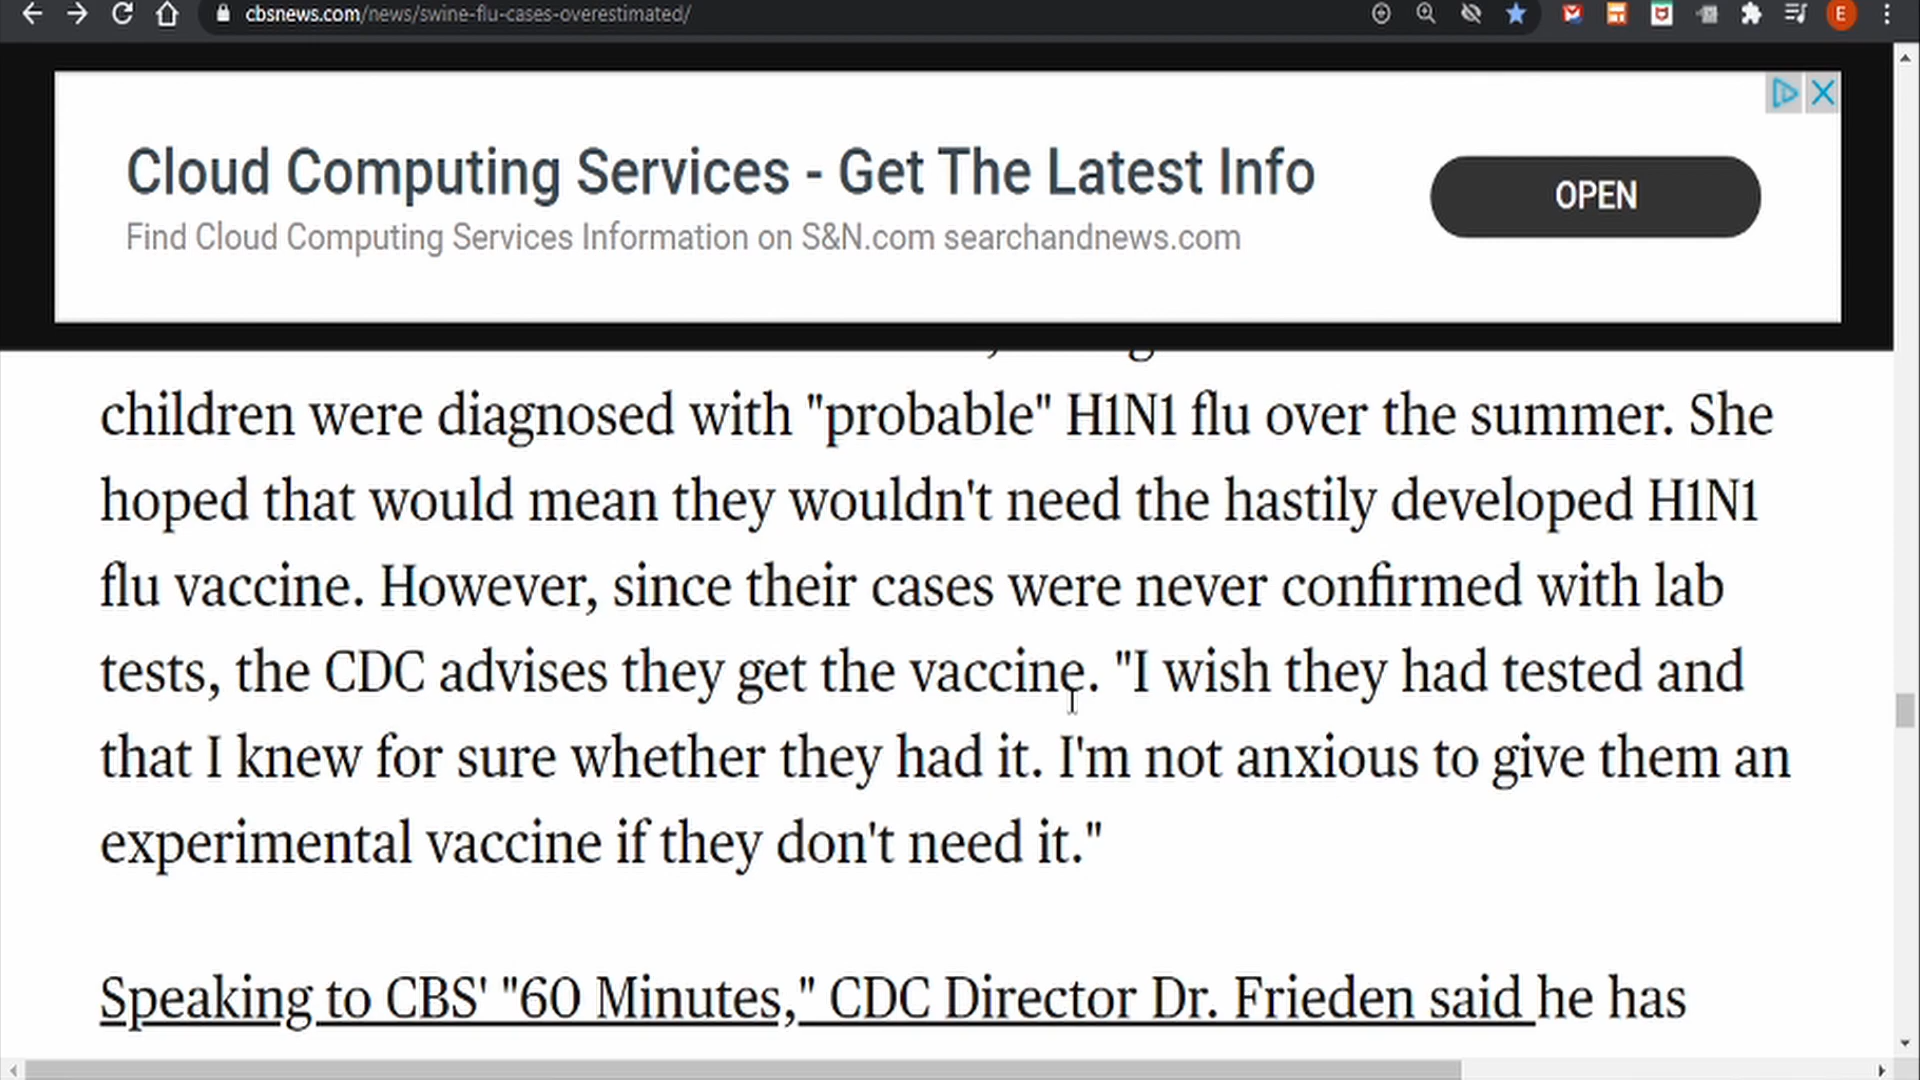 cbsnews.com/news/swine-flu-cases-overestimated/
E
Cloud Computing Services - Get The Latest Info
Find Cloud Computing Services Information on S&N.com searchandnews.com
OPEN
children were diagnosed with "probable" H1N1 flu over the summer. She
hoped that would mean they wouldn't need the hastily developed H1N1
flu vaccine. However, since their cases were never confirmed with lab
tests, the CDC advises they get the vaccine. "I wish they had tested and
that I knew for sure whether they had it. I'm not anxious to give them an
experimental vaccine if they don't need it."
Speaking to CBS' "60 Minutes," CDC Director Dr. Frieden said he has